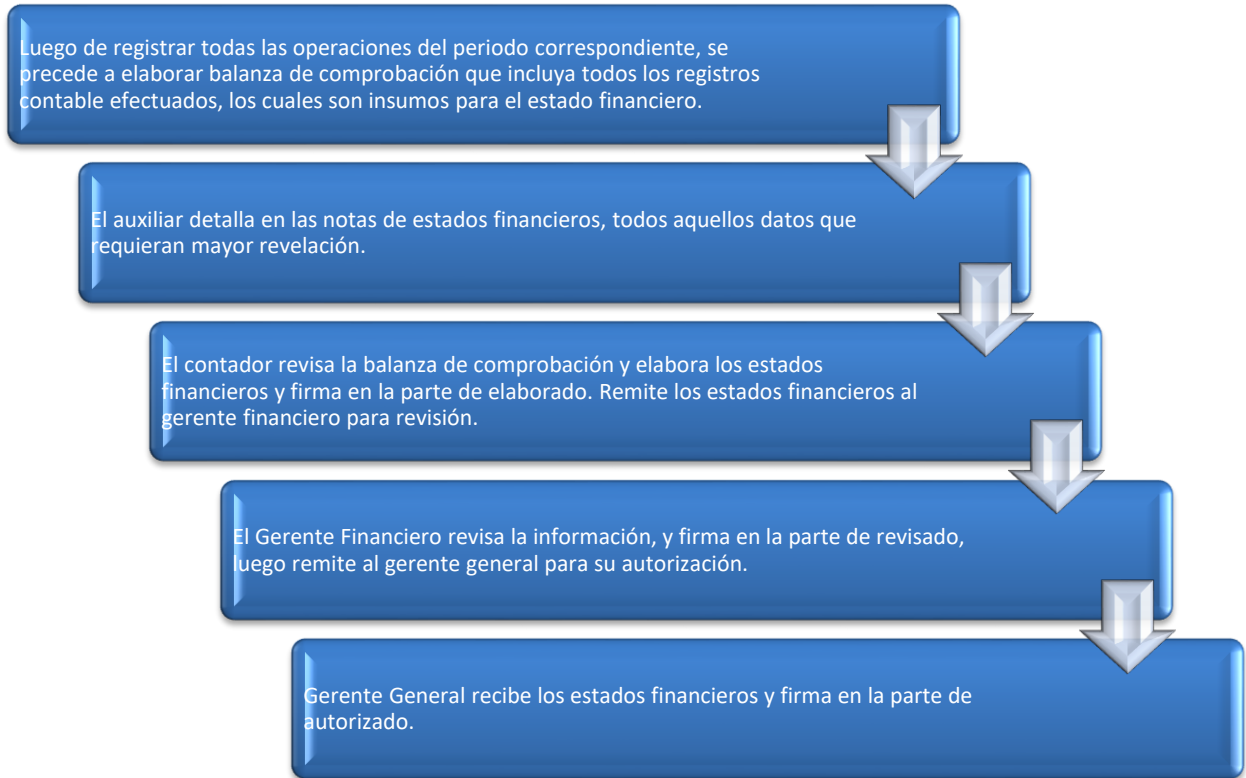 Luego de registrar todas las operaciones del periodo correspondiente, se
precede a elaborar balanza de comprobación que incluya todos los registros
contable efectuados, los cuales son insumos para el estado financiero.
El auxiliar detalla en las notas de estados financieros, todos aquellos datos que
requieran mayor revelación.
El contador revisa la balanza de comprobación y elabora los estados
financieros y firma en la parte de elaborado. Remite los estados financieros al
gerente financiero para revisión.
El Gerente Financiero revisa la información, y firma en la parte de revisado,
luego remite al gerente general para su autorización.
Gerente General recibe los estados financieros y firma en la parte de
autorizado.